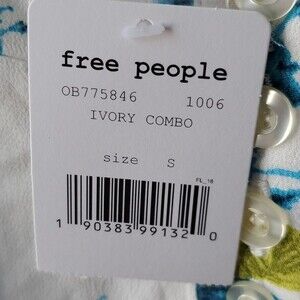 free people
OB775846 1006
IVORY COMBO
size S
FL_18
1 90383 99132 0